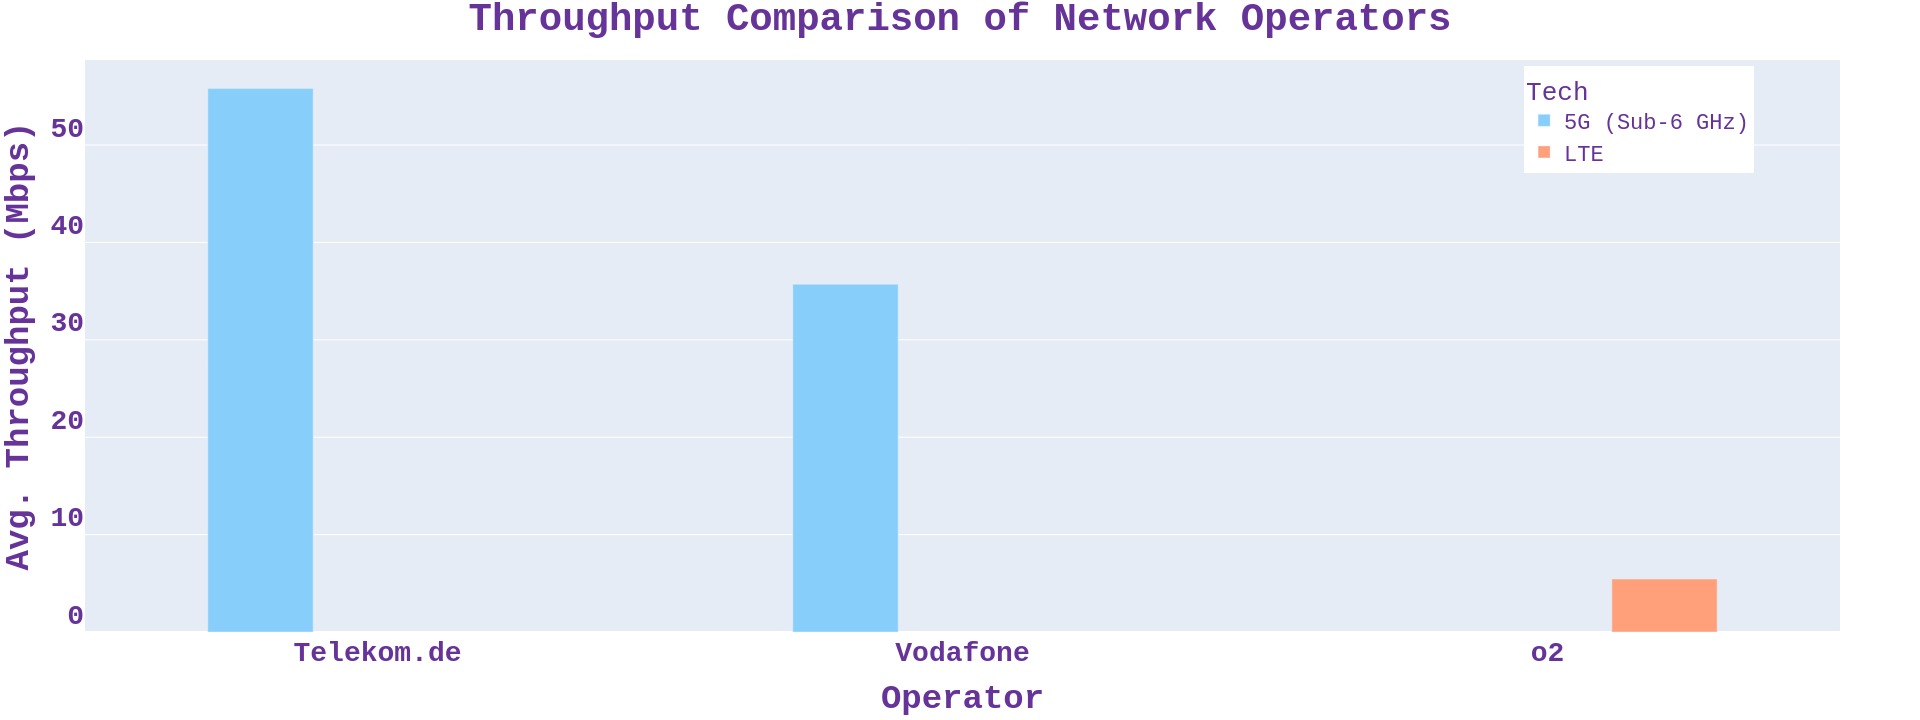 Throughput Comparison of Network Operators
Avg. Throughput (Mbps)
50
40
30
20
10
0
Tech
5G (Sub-6 GHz)
LTE
Telekom.de
Vodafone
o2
Operator